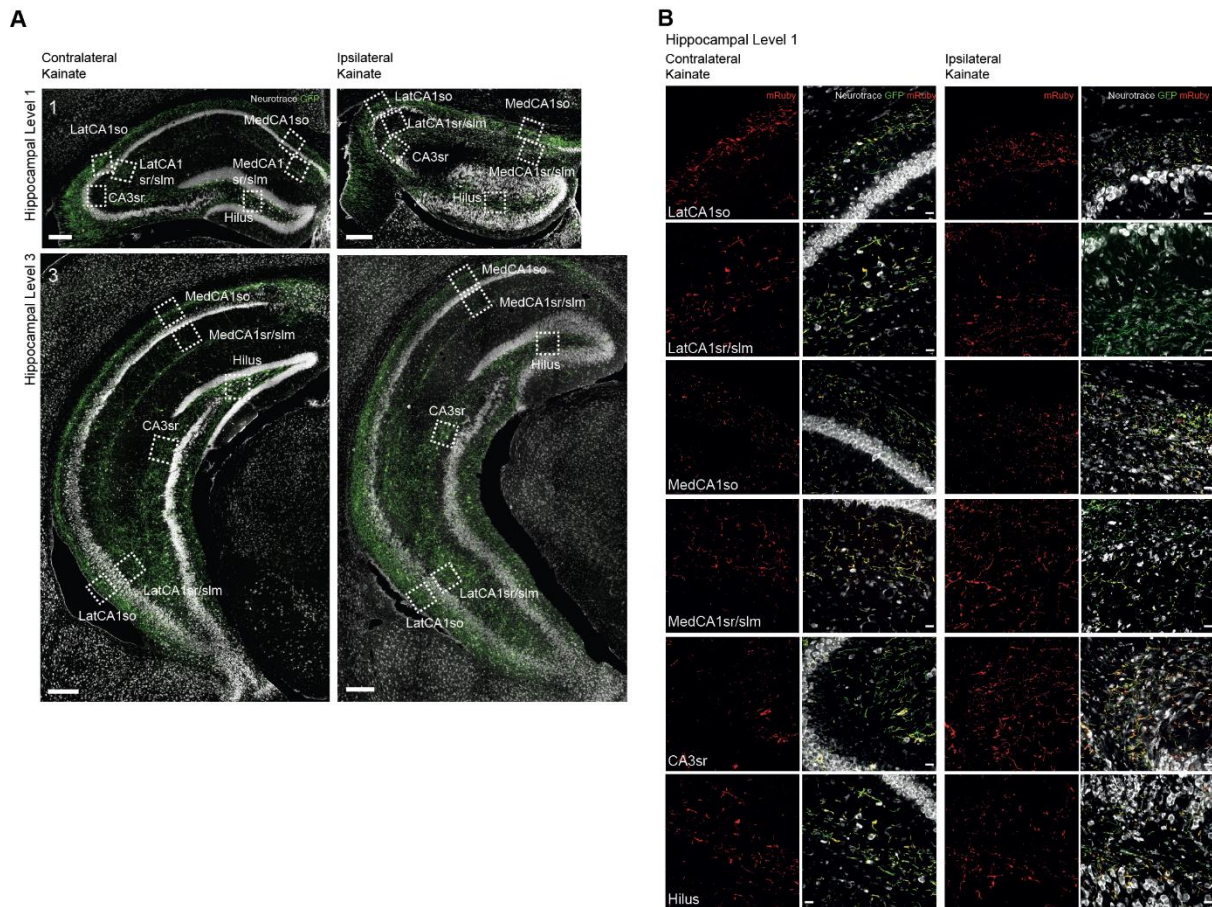 A
Contralateral
Kainate
Ipsilateral
Kainate
Hippocampal Level 1
1
Neurotrace GFP
LatCA1so
MedCA1so
LatCA1
sr/slm
MedCA1
sr/slm
CA3sr
Hilus
LatCA1so
MedCA1so
LatCA1sr/slm
CA3sr
MedCA1sr/slm
Hilus
Hippocampal Level 3
3
MedCA1so
MedCA1sr/slm
Hilus
CA3sr
LatCA1sr/slm
LatCA1so
MedCA1so
MedCA1sr/slm
Hilus
CA3sr
LatCA1sr/slm
LatCA1so
B
Hippocampal Level 1
Contralateral
Kainate
Ipsilateral
Kainate
mRuby
Neurotrace GFP mRuby
mRuby
Neurotrace GFP mRuby
LatCA1so
LatCA1sr/slm
MedCA1so
MedCA1sr/slm
CA3sr
Hilus